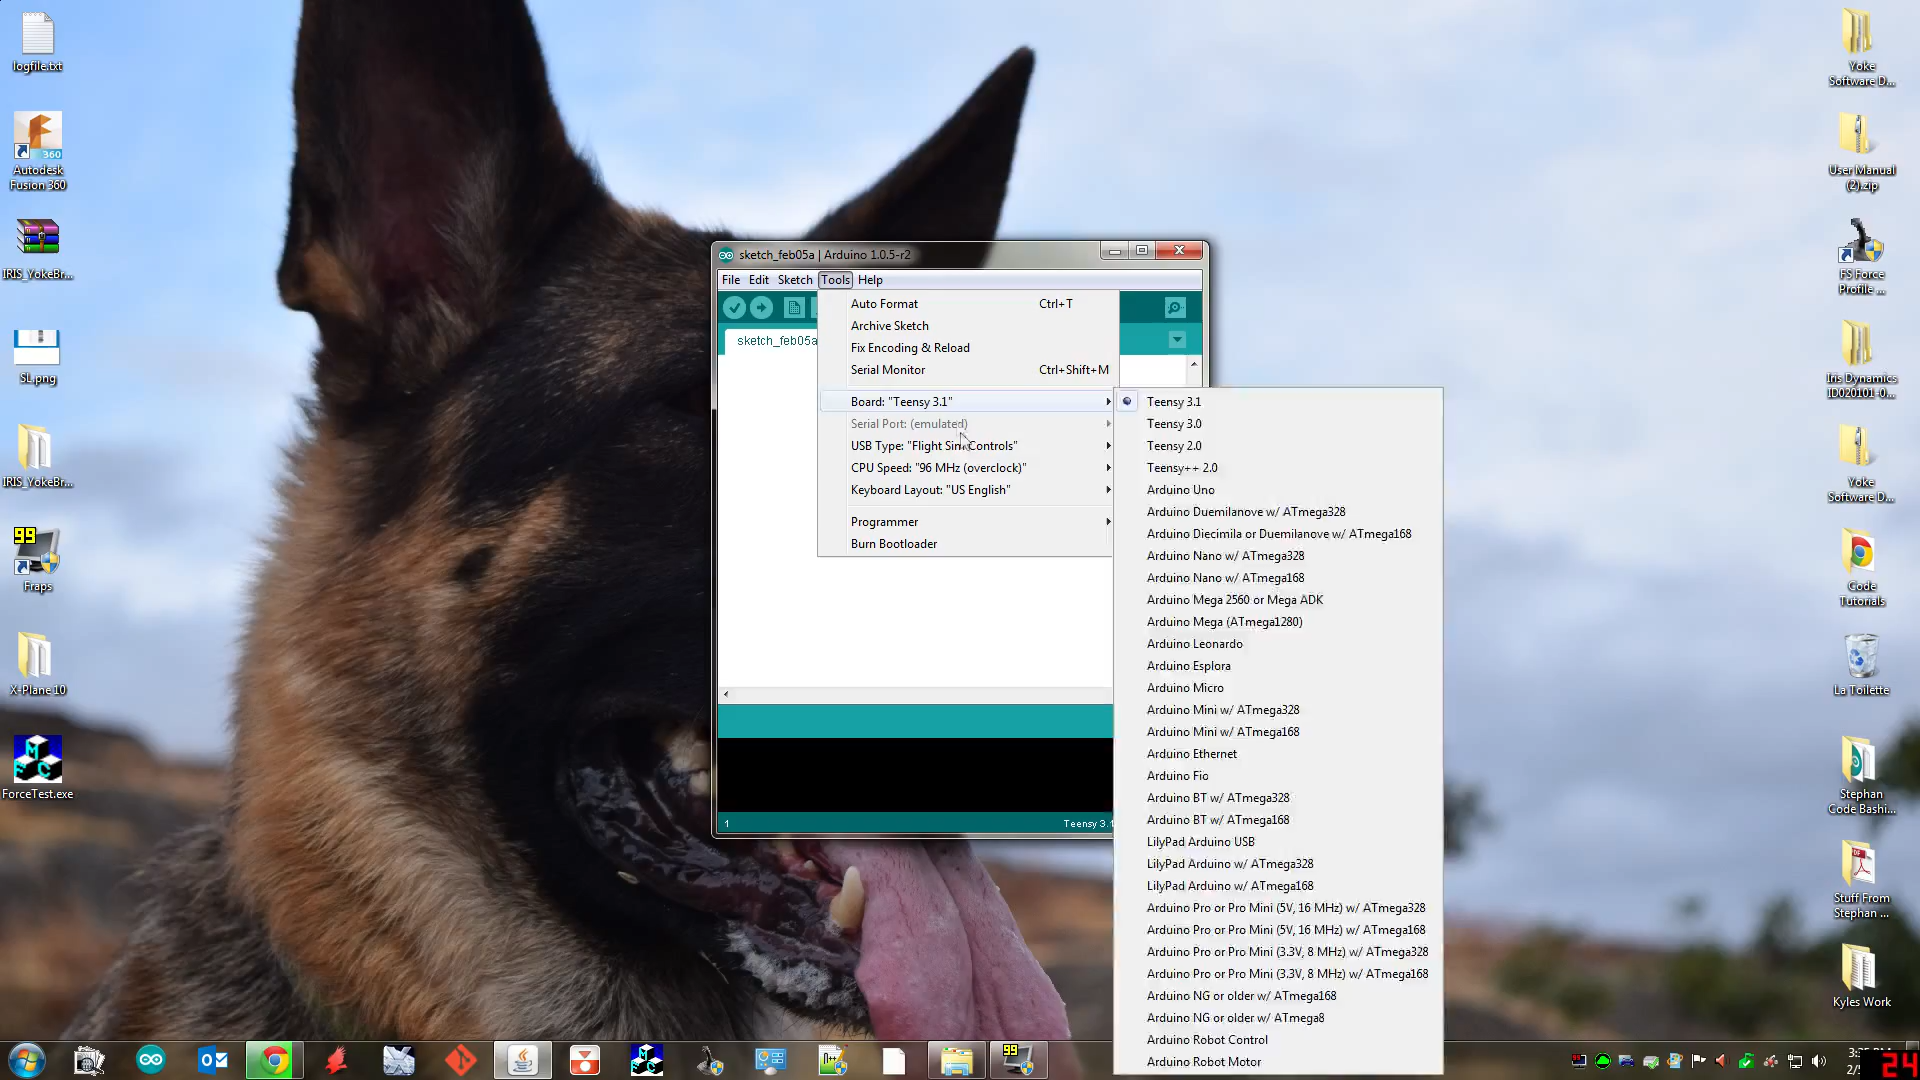 logfile.txt
Autodesk
Fusion 360
360
IRIS_YokeBr...
SL.png
IRIS_YokeBr...
99
Fraps
X-Plane 10
M
F
C
ForceTest.exe
sketch_feb05a | Arduino 1.0.5-r2
File Edit Sketch Tools Help
sketch_feb05a
Auto Format Ctrl+T
Archive Sketch
Fix Encoding & Reload
Serial Monitor Ctrl+Shift+M
Board: "Teensy 3.1"
Serial Port: (emulated)
USB Type: "Flight Sim Controls"
CPU Speed: "96 MHz (overclock)"
Keyboard Layout: "US English"
Programmer
Burn Bootloader
1
Teensy 3.1
Teensy 3.1
Teensy 3.0
Teensy 2.0
Teensy++ 2.0
Arduino Uno
Arduino Duemilanove w/ ATmega328
Arduino Diecimila or Duemilanove w/ ATmega168
Arduino Nano w/ ATmega328
Arduino Nano w/ ATmega168
Arduino Mega 2560 or Mega ADK
Arduino Mega (ATmega1280)
Arduino Leonardo
Arduino Esplora
Arduino Micro
Arduino Mini w/ ATmega328
Arduino Mini w/ ATmega168
Arduino Ethernet
Arduino Fio
Arduino BT w/ ATmega328
Arduino BT w/ ATmega168
LilyPad Arduino USB
LilyPad Arduino w/ ATmega328
LilyPad Arduino w/ ATmega168
Arduino Pro or Pro Mini (5V, 16 MHz) w/ ATmega328
Arduino Pro or Pro Mini (5V, 16 MHz) w/ ATmega168
Arduino Pro or Pro Mini (3.3V, 8 MHz) w/ ATmega328
Arduino Pro or Pro Mini (3.3V, 8 MHz) w/ ATmega168
Arduino NG or older w/ ATmega168
Arduino NG or older w/ ATmega8
Arduino Robot Control
Arduino Robot Motor
Yoke
Software D...
User Manual
(2).zip
FS Force
Profile ...
Iris Dynamics
ID020101-0...
Yoke
Software D...
Code
Tutorials
La Toilette
Stephan
Code Bashi...
Stuff From
Stephan ...
Kyles Work
99
24